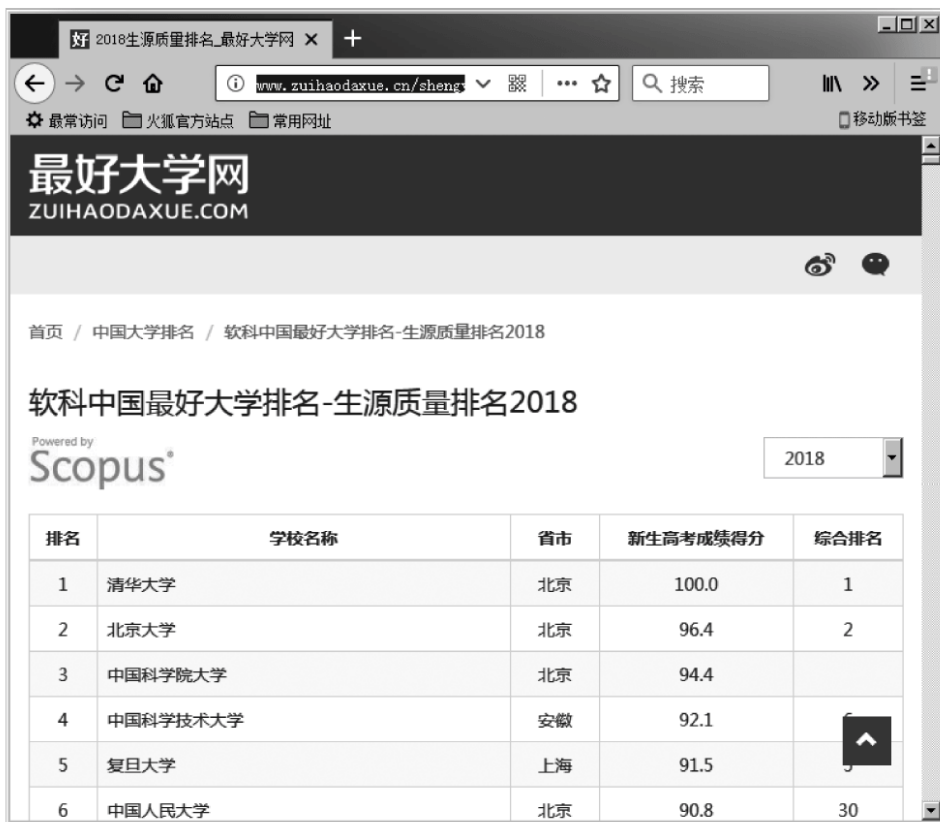 好 2018生源质量排名_最好大学网
www.zuihaodaxue.cn/sheng
搜索
最常访问 火狐官方站点 常用网址 移动版书签
最好大学网
ZUIHAODAXUE.COM
首页 / 中国大学排名 / 软科中国最好大学排名-生源质量排名2018
软科中国最好大学排名-生源质量排名2018
Powered by
Scopus®
2018
排名 学校名称 省市 新生高考成绩得分 综合排名
1 清华大学 北京 100.0 1
2 北京大学 北京 96.4 2
3 中国科学院大学 北京 94.4
4 中国科学技术大学 安徽 92.1
5 复旦大学 上海 91.5
6 中国人民大学 北京 90.8 30